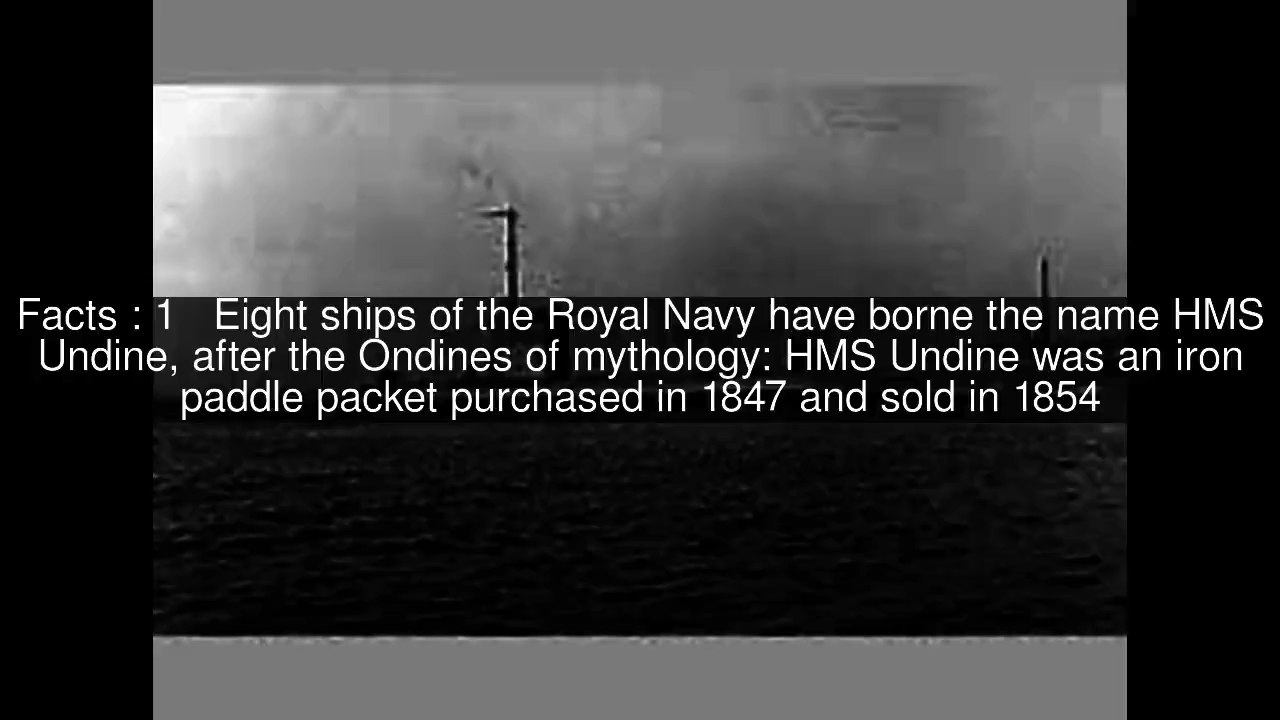 Facts : 1 Eight ships of the Royal Navy have borne the name HMS
Undine, after the Ondines of mythology: HMS Undine was an iron
paddle packet purchased in 1847 and sold in 1854